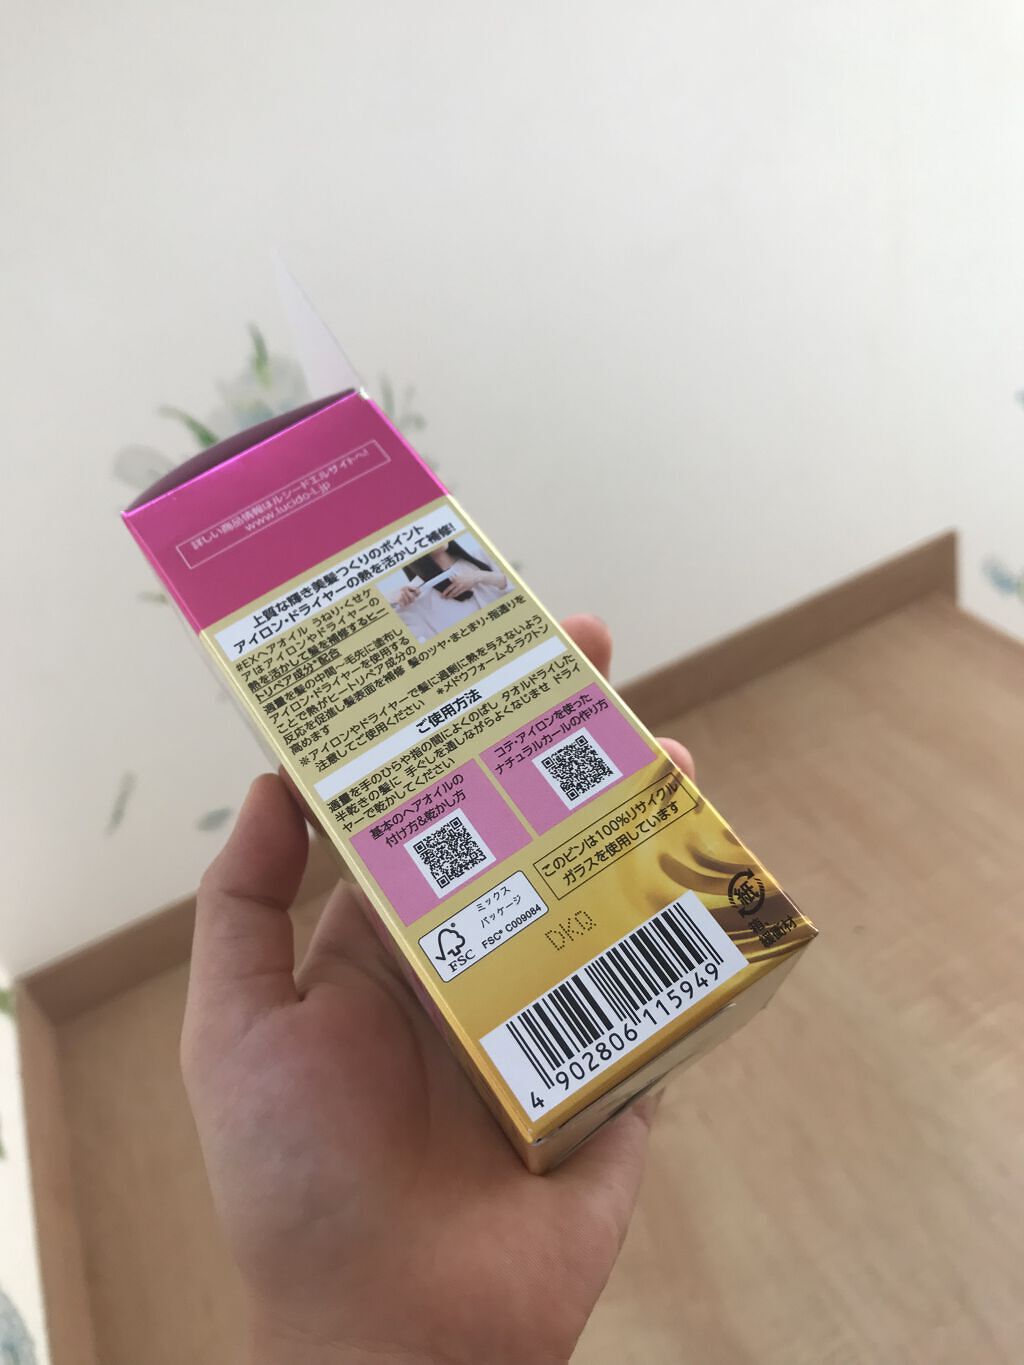 詳しい商品情報はルシードエルサイトへ!
www.lucido-l.jp
上質な輝き美髪つくりのポイント
アイロン・ドライヤーの熱を活かして補修!
#EXヘアオイル うねり・くせケ
アはアイロンやドライヤーの
熱を活かして髪を補修するヒー
トリペア成分*配合
適量を髪の中間〜毛先に塗布し
アイロン・ドライヤーを使用する
ことで熱がヒートリペア成分の
反応を促進し髪表面を補修 髪のツヤ・まとまり・指通りを
高めます
※アイロンやドライヤーで髪に過剰に熱を与えないよう
注意してご使用ください *メドウフォーム-δ-ラクトン
ご使用方法
適量を手のひらや指の間によくのばし タオルドライした
半乾きの髪に 手ぐしを通しながらよくなじませ ドライ
ヤーで乾かしてください
基本のヘアオイルの
付け方&乾かし方
コテ・アイロンを使った
ナチュラルカールの作り方
このビンは100%リサイクル
ガラスを使用しています
FSC
ミックス
パッケージ
FSC® C009084
DKD
紙
箱、
緩衝材
4 902806 115949